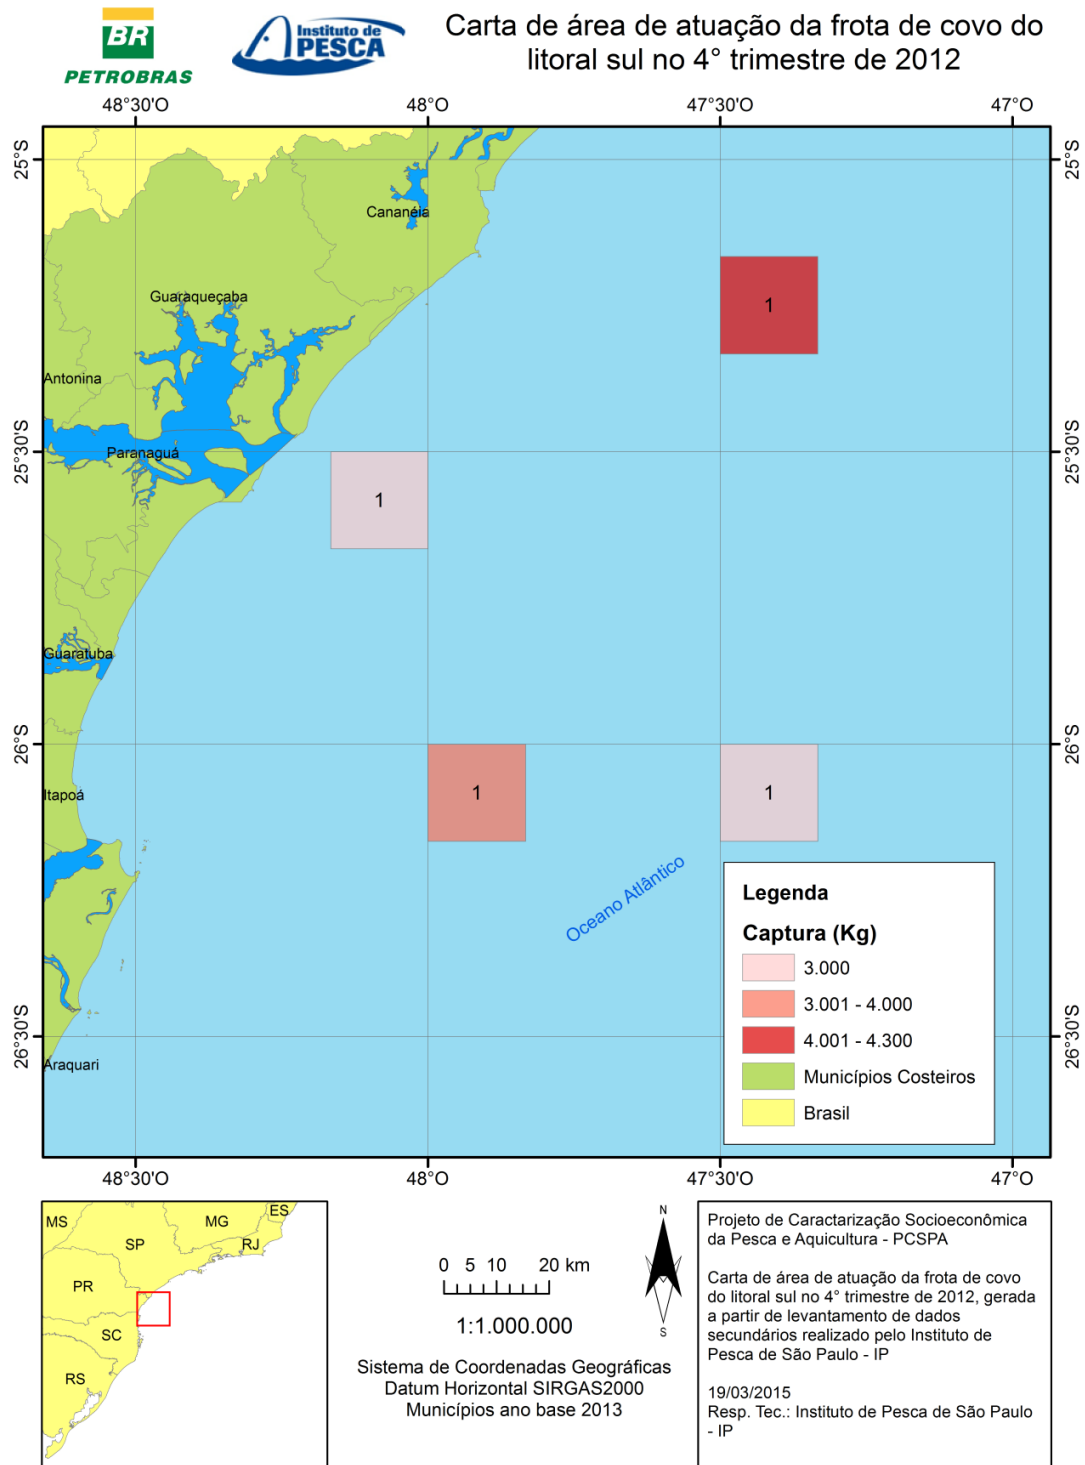 BR
PETROBRAS
Instituto de
PESCA
Carta de área de atuação da frota de covo do
litoral sul no 4° trimestre de 2012
48°30'O 48°O 47°30'O 47°O
25°S 25°S
Cananéia
Guaraqueçaba
1
Antonina
25°30'S 25°30'S
Paranaguá
1
Guaratuba
26°S 26°S
Itapoá
1 1
Oceano Atlântico
Legenda
Captura (Kg)
3.000
3.001 - 4.000
4.001 - 4.300
Municípios Costeiros
Brasil
26°30'S 26°30'S
Araquari
48°30'O 48°O 47°30'O 47°O
MS
MG
ES
SP
RJ
PR
SC
RS
0 5 10 20 km
1:1.000.000
N
S
Sistema de Coordenadas Geográficas
Datum Horizontal SIRGAS2000
Municípios ano base 2013
Projeto de Caractarização Socioeconômica
da Pesca e Aquicultura - PCSPA
Carta de área de atuação da frota de covo
do litoral sul no 4° trimestre de 2012, gerada
a partir de levantamento de dados
secundários realizado pelo Instituto de
Pesca de São Paulo - IP
19/03/2015
Resp. Tec.: Instituto de Pesca de São Paulo
- IP